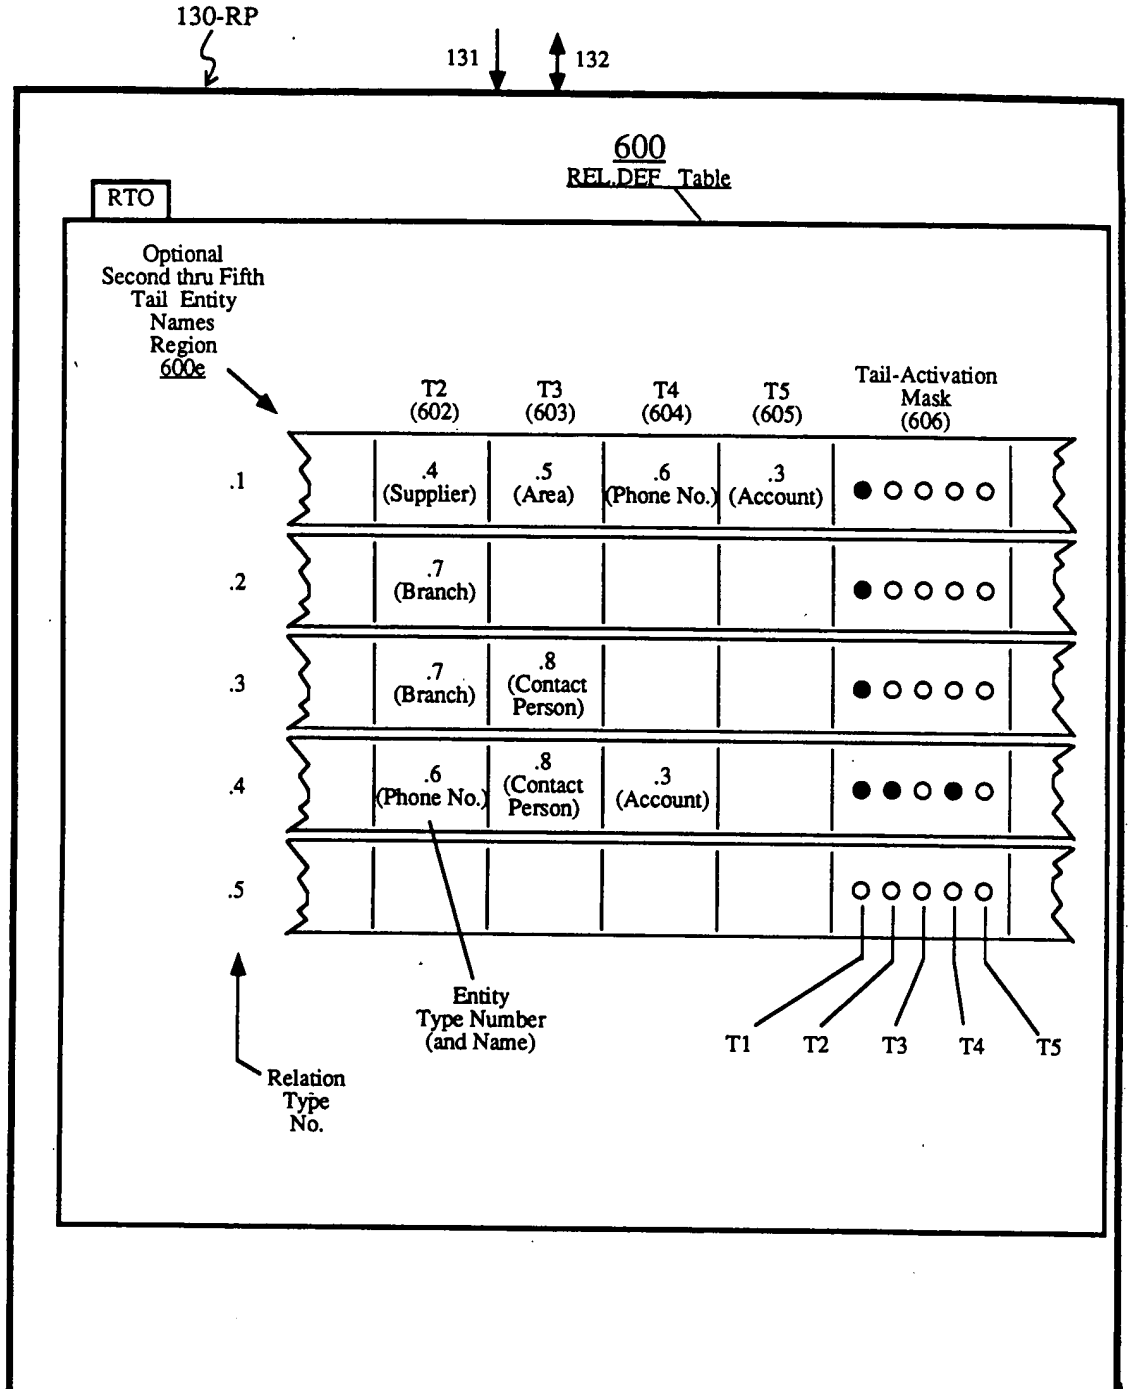 130-RP
131
132
600
REL.DEF Table
RTO
Optional
Second thru Fifth
Tail Entity
Names
Region
600e
T2
(602)
T3
(603)
T4
(604)
T5
(605)
Tail-Activation
Mask
(606)
.1
.4
(Supplier)
.5
(Area)
.6
(Phone No.)
.3
(Account)
.2
.7
(Branch)
.3
.7
(Branch)
.8
(Contact
Person)
.4
.6
(Phone No.)
.8
(Contact
Person)
.3
(Account)
.5
Entity
Type Number
(and Name)
T1
T2
T3
T4
T5
Relation
Type
No.